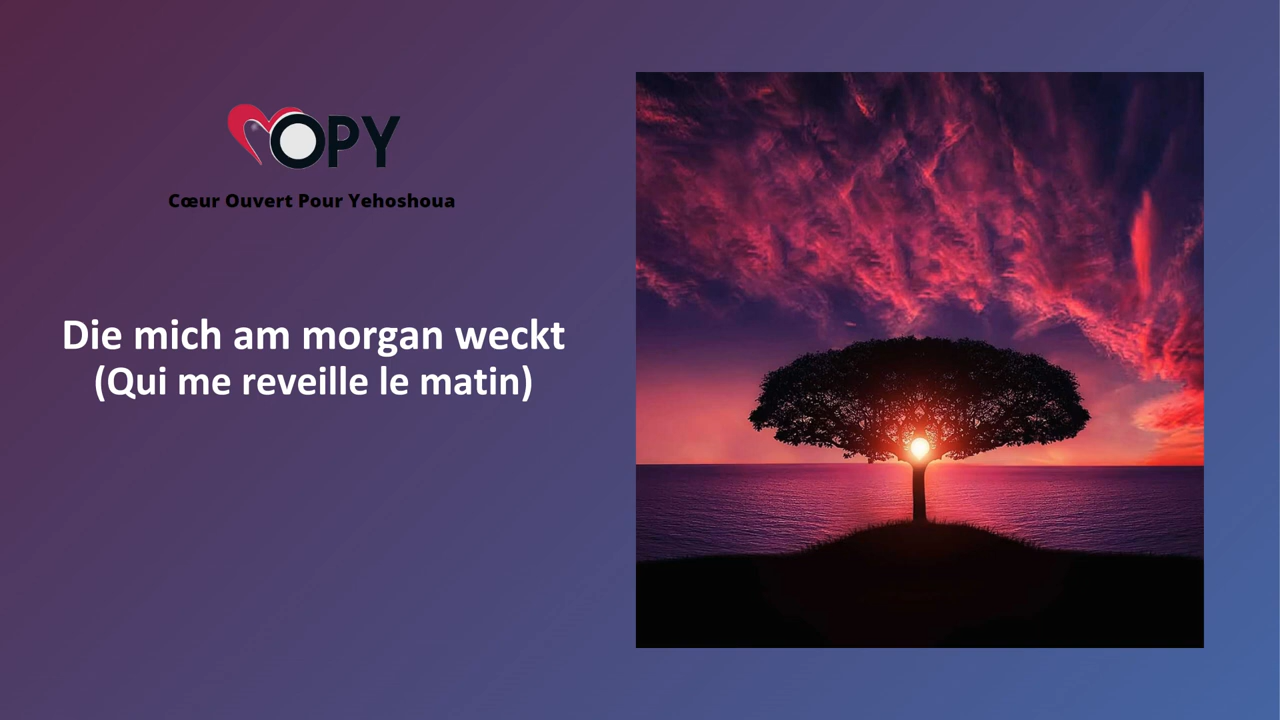 OPY
Cœur Ouvert Pour Yehoshoua
Die mich am morgan weckt
(Qui me reveille le matin)